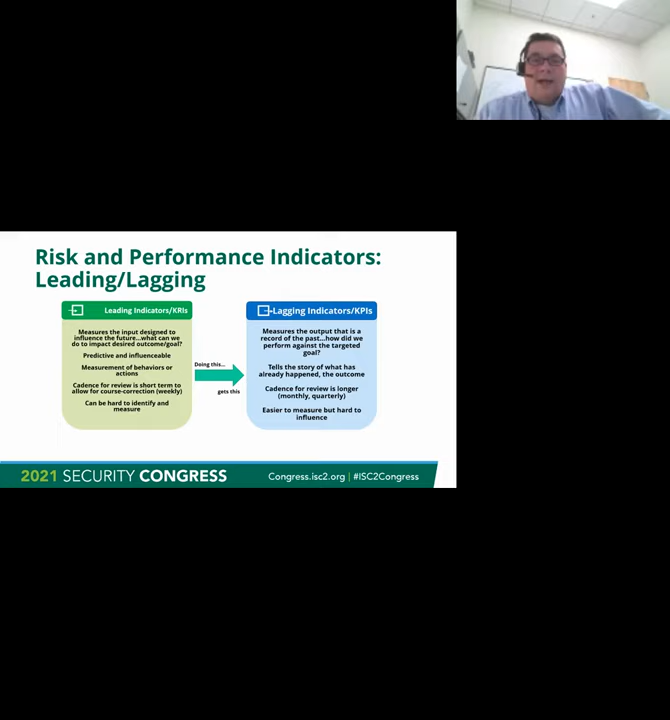 Risk and Performance Indicators:
Leading/Lagging
Leading Indicators/KRIs
Measures the input designed to
influence the future...what can we
do to impact desired outcome/goal?
Predictive and influenceable
Measurement of behaviors or
actions
Cadence for review is short term to
allow for course-correction (weekly)
Can be hard to identify and
measure
Doing this...
gets this
Lagging Indicators/KPIs
Measures the output that is a
record of the past...how did we
perform against the targeted
goal?
Tells the story of what has
already happened, the outcome
Cadence for review is longer
(monthly, quarterly)
Easier to measure but hard to
influence
2021 SECURITY CONGRESS
Congress.isc2.org | #ISC2Congress